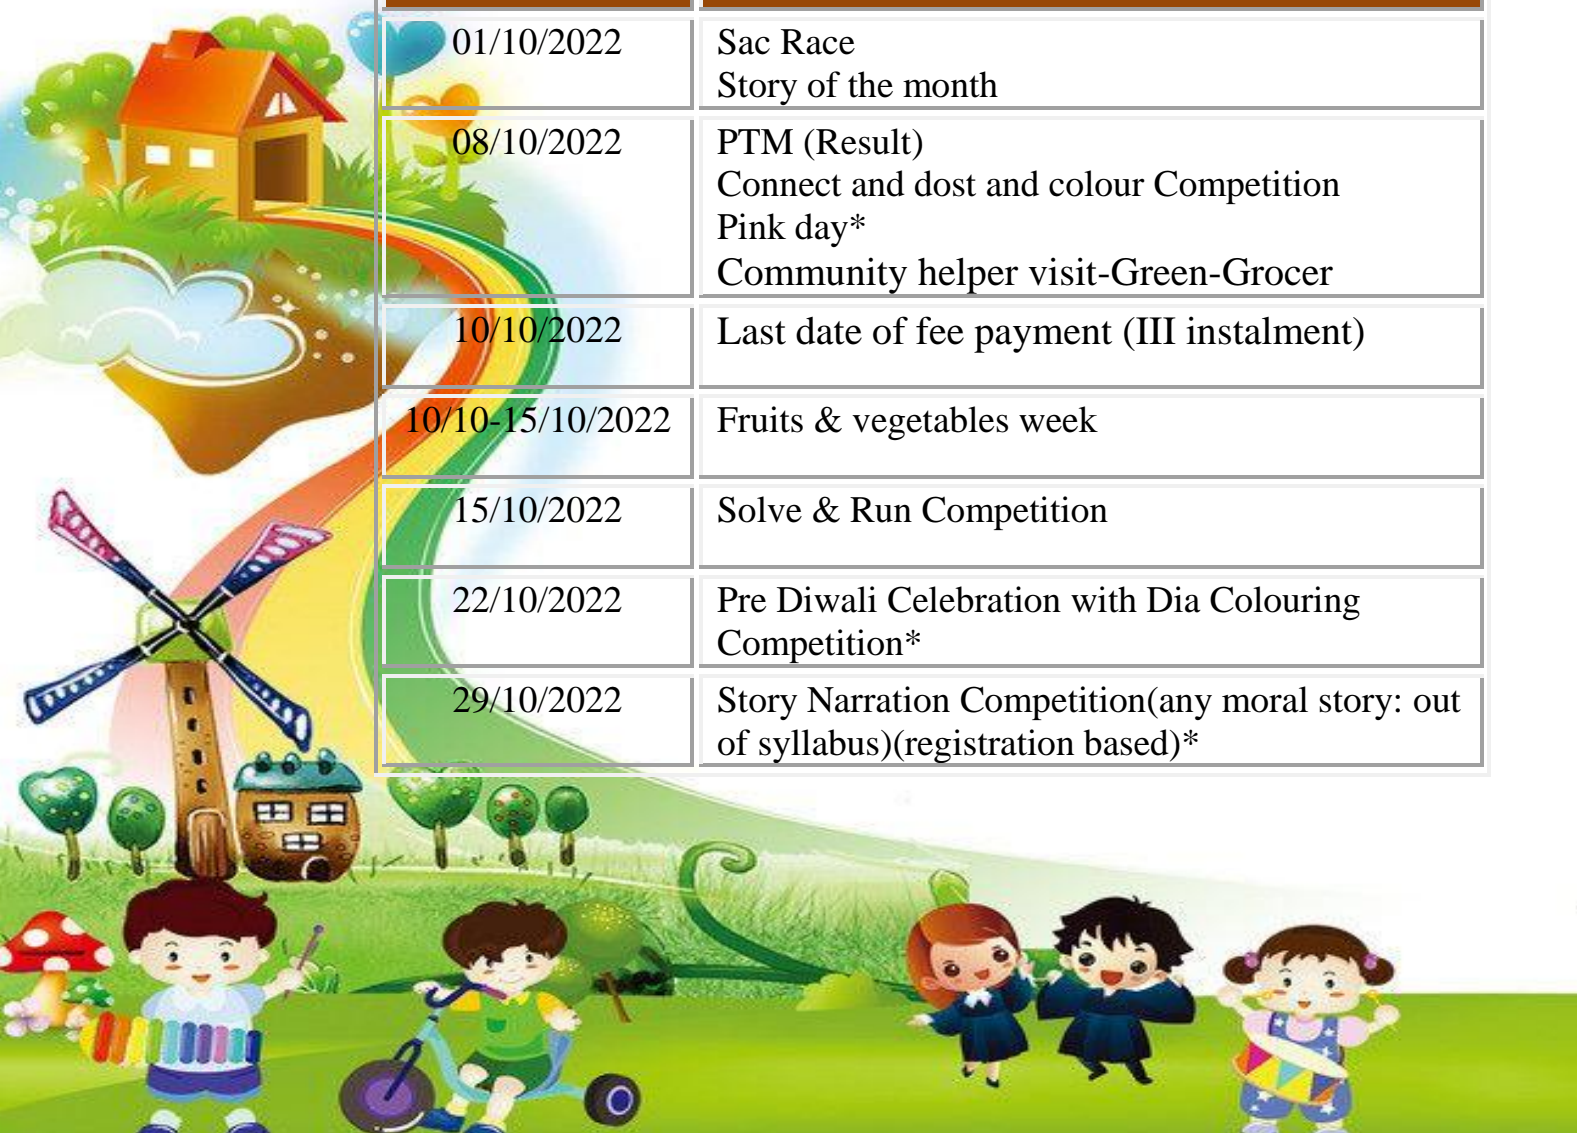 01/10/2022
Sac Race
Story of the month
08/10/2022
PTM (Result)
Connect and dost and colour Competition
Pink day*
Community helper visit-Green-Grocer
10/10/2022
Last date of fee payment (III instalment)
10/10-15/10/2022
Fruits & vegetables week
15/10/2022
Solve & Run Competition
22/10/2022
Pre Diwali Celebration with Dia Colouring
Competition*
29/10/2022
Story Narration Competition(any moral story: out
of syllabus)(registration based)*